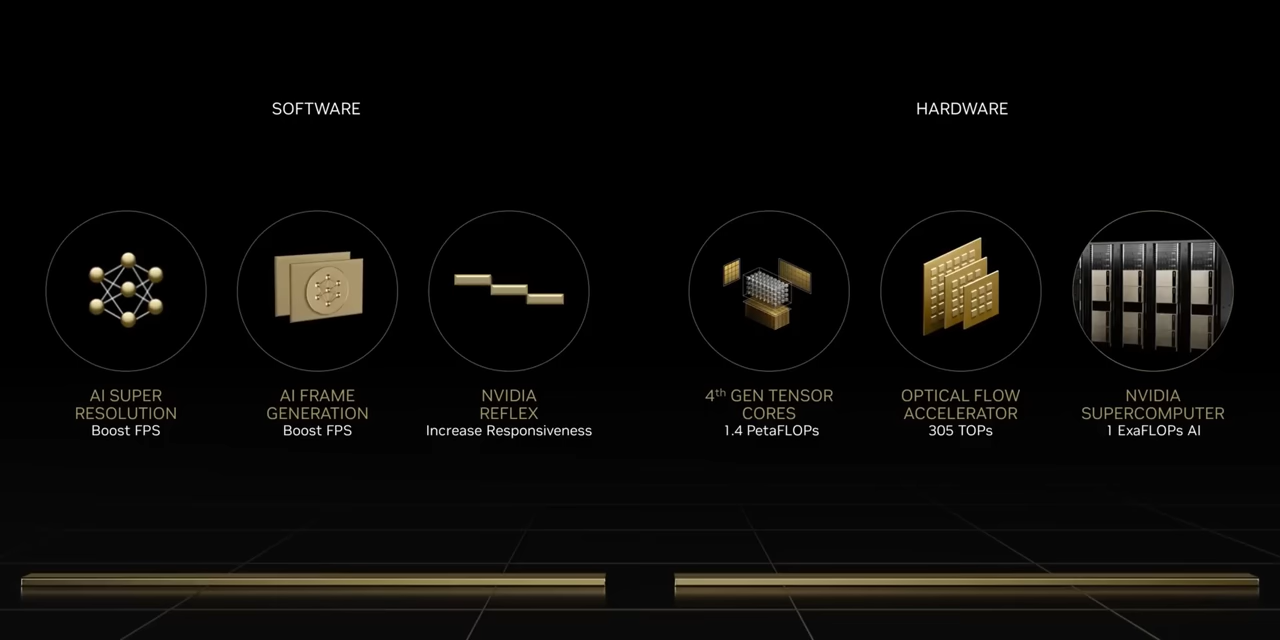 SOFTWARE
HARDWARE
AI SUPER
RESOLUTION
Boost FPS
AI FRAME
GENERATION
Boost FPS
NVIDIA
REFLEX
Increase Responsiveness
4th GEN TENSOR
CORES
1.4 PetaFLOPs
OPTICAL FLOW
ACCELERATOR
305 TOPs
NVIDIA
SUPERCOMPUTER
1 ExaFLOPs AI